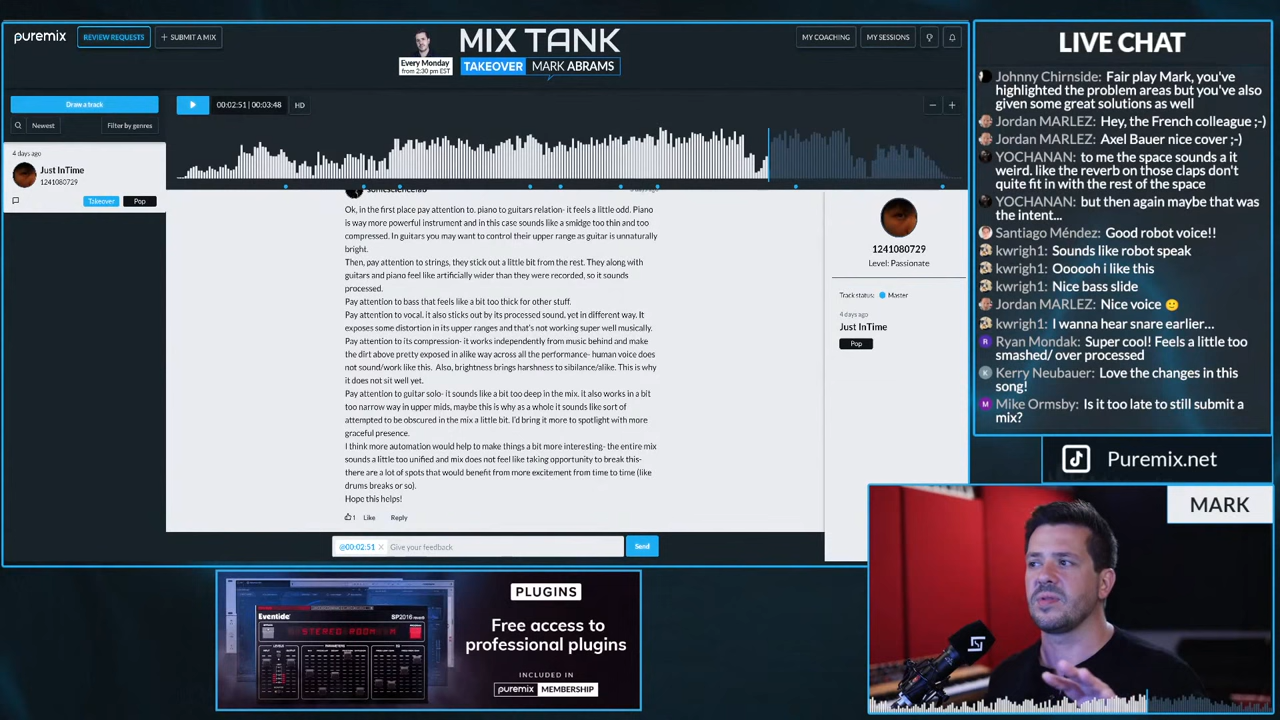 puremix
REVIEW REQUESTS
+ SUBMIT A MIX
Every Monday
from 2:30 pm EST
MIX TANK
TAKEOVER MARK ABRAMS
MY COACHING
MY SESSIONS
Draw a track
Newest
Filter by genres
4 days ago
Just InTime
1241080729
Takeover
Pop
00:02:51 | 00:03:48
HD
Ok, in the first place pay attention to. piano to guitars relation- it feels a little odd. Piano
is way more powerful instrument and in this case sounds like a smidge too thin and too
compressed. In guitars you may want to control their upper range as guitar is unnaturally
bright.
Then, pay attention to strings, they stick out a little bit from the rest. They along with
guitars and piano feel like artificially wider than they were recorded, so it sounds
processed.
Pay attention to bass that feels like a bit too thick for other stuff.
Pay attention to vocal, it also sticks out by its processed sound, yet in different way. It
exposes some distortion in its upper ranges and that's not working super well musically.
Pay attention to its compression- it works independently from music behind and make
the dirt above pretty exposed in alike way across all the performance- human voice does
not sound/work like this. Also, brightness brings harshness to sibilance/alike. This is why
it does not sit well yet.
Pay attention to guitar solo- it sounds like a bit too deep in the mix. it also works in a bit
too narrow way in upper mids, maybe this is why as a whole it sounds like sort of
attempted to be obscured in the mix a little bit. I'd bring it more to spotlight with more
graceful presence.
I think more automation would help to make things a bit more interesting- the entire mix
sounds a little too unified and mix does not feel like taking opportunity to break this-
there are a lot of spots that would benefit from more excitement from time to time (like
drums breaks or so).
Hope this helps!
1 Like Reply
@00:02:51 × Give your feedback
Send
1241080729
Level: Passionate
Track status: Master
4 days ago
Just InTime
Pop
LIVE CHAT
Johnny Chirnside: Fair play Mark, you've
highlighted the problem areas but you've also
given some great solutions as well
Jordan MARLEZ: Hey, the French colleague ;-)
Jordan MARLEZ: Axel Bauer nice cover ;-)
YOCHANAN: to me the space sounds a it
weird. like the reverb on those claps don't
quite fit in with the rest of the space
YOCHANAN: but then again maybe that was
the intent...
Santiago Méndez: Good robot voice!!
kwrigh1: Sounds like robot speak
kwrigh1: Oooooh i like this
kwrigh1: Nice bass slide
Jordan MARLEZ: Nice voice 🙂
kwrigh1: I wanna hear snare earlier...
Ryan Mondak: Super cool! Feels a little too
smashed/ over processed
Kerry Neubauer: Love the changes in this
song!
Mike Ormsby: Is it too late to still submit a
mix?
Puremix.net
MARK
Eventide
SP2016 reverb
STEREO ROOM M
PLUGINS
Free access to
professional plugins
INCLUDED IN
puremix MEMBERSHIP